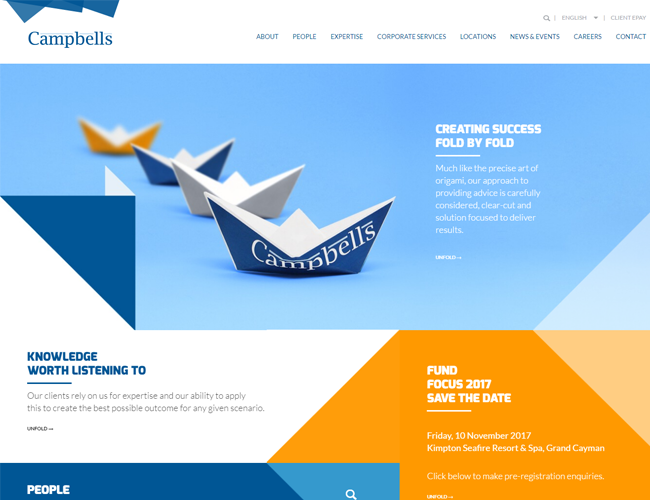 ENGLISH | CLIENT EPAY
Campbells
ABOUT PEOPLE EXPERTISE CORPORATE SERVICES LOCATIONS NEWS & EVENTS CAREERS CONTACT
CREATING SUCCESS
FOLD BY FOLD
Much like the precise art of
origami, our approach to
providing advice is carefully
considered, clear-cut and
solution focused to deliver
results.
UNFOLD →
Campbells
KNOWLEDGE
WORTH LISTENING TO
Our clients rely on us for expertise and our ability to apply
this to create the best possible outcome for any given scenario.
UNFOLD →
FUND
FOCUS 2017
SAVE THE DATE
Friday, 10 November 2017
Kimpton Seafire Resort & Spa, Grand Cayman
Click below to make pre-registration enquiries.
UNFOLD →
PEOPLE